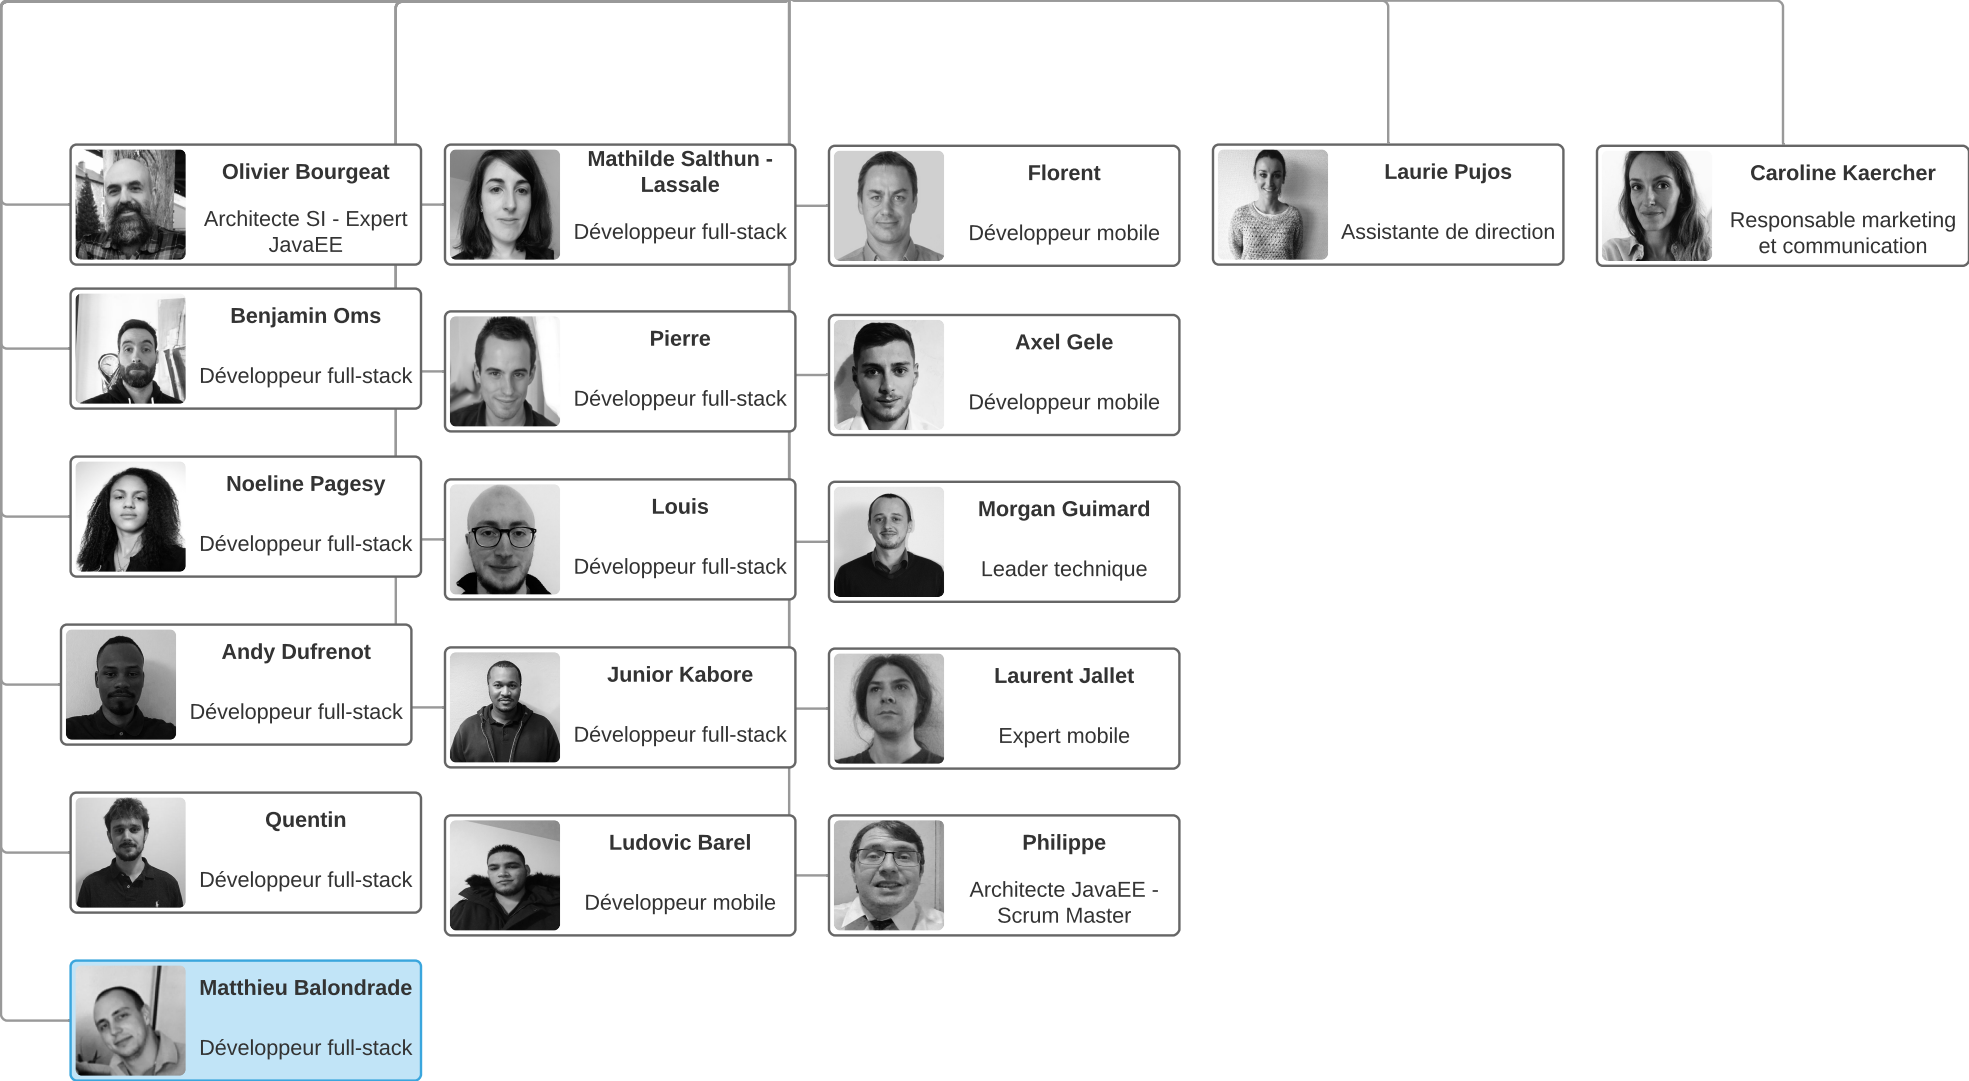 Olivier Bourgeat
Architecte SI - Expert
JavaEE
Mathilde Salthun -
Lassale
Développeur full-stack
Florent
Développeur mobile
Laurie Pujos
Assistante de direction
Caroline Kaercher
Responsable marketing
et communication
Benjamin Oms
Développeur full-stack
Pierre
Développeur full-stack
Axel Gele
Développeur mobile
Noeline Pagesy
Développeur full-stack
Louis
Développeur full-stack
Morgan Guimard
Leader technique
Andy Dufrenot
Développeur full-stack
Junior Kabore
Développeur full-stack
Laurent Jallet
Expert mobile
Quentin
Développeur full-stack
Ludovic Barel
Développeur mobile
Philippe
Architecte JavaEE -
Scrum Master
Matthieu Balondrade
Développeur full-stack